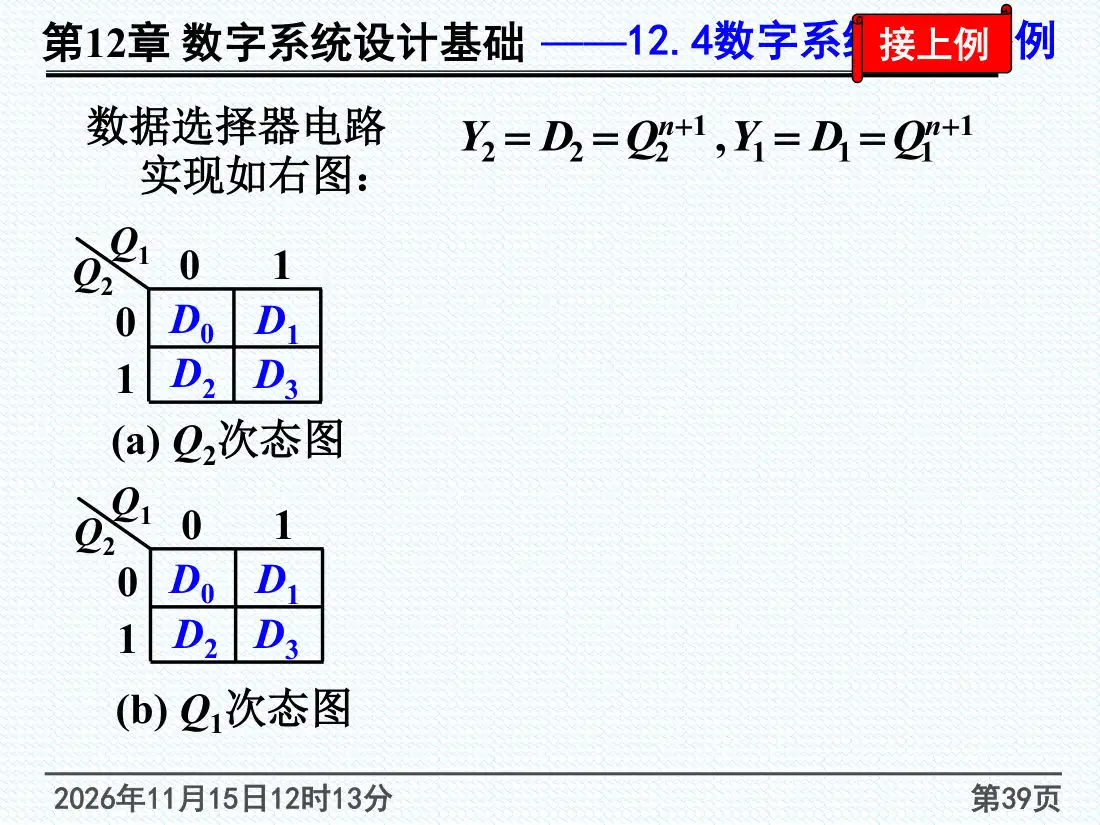 第12章 数字系统设计基础 ——12.4数字系
接上例
例
数据选择器电路
实现如右图：
Y₂ = D₂ = Q₂ⁿ⁺¹ , Y₁ = D₁ = Q₁ⁿ⁺¹
Q₁
Q₂ 0 1
0 D₀ D₁
1 D₂ D₃
(a) Q₂次态图
Q₁
Q₂ 0 1
0 D₀ D₁
1 D₂ D₃
(b) Q₁次态图
2026年11月15日12时13分 第39页